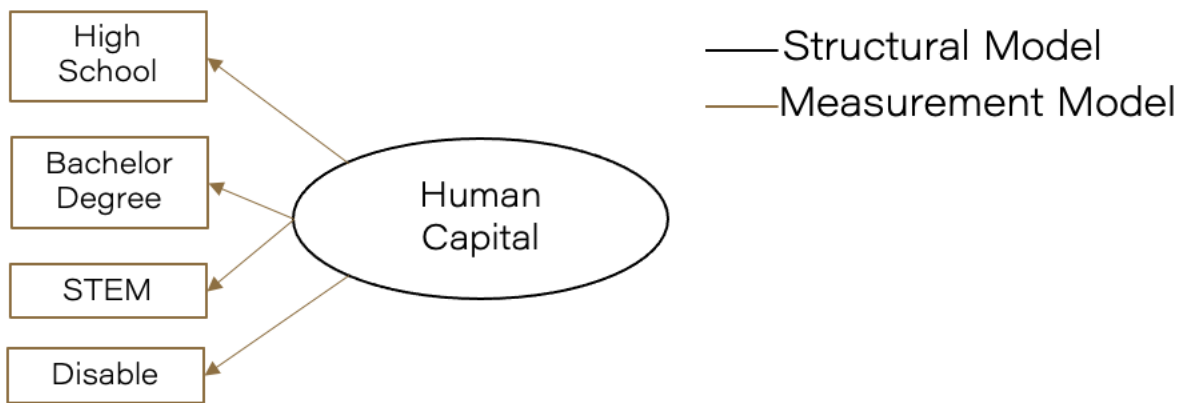 High
School
Bachelor
Degree
STEM
Disable
Human
Capital
Structural Model
Measurement Model